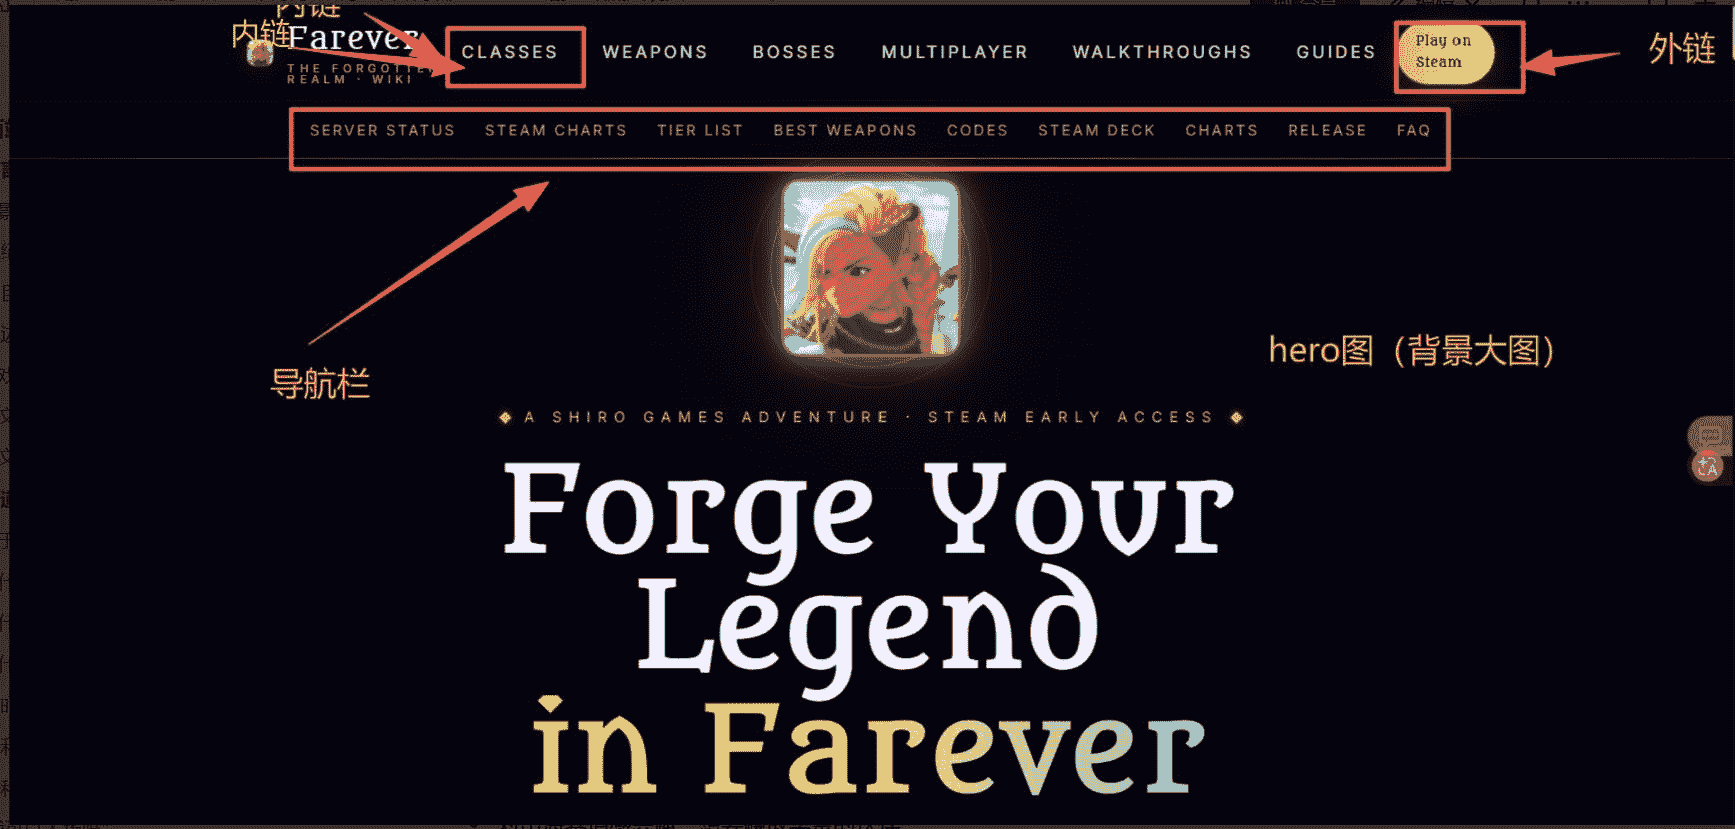 内链
内链
Farever
THE FORGOTTEN
REALM · WIKI
CLASSES WEAPONS BOSSES MULTIPLAYER WALKTHROUGHS GUIDES
Play on
Steam
外链
SERVER STATUS STEAM CHARTS TIER LIST BEST WEAPONS CODES STEAM DECK CHARTS RELEASE FAQ
hero图（背景大图）
导航栏
A SHIRO GAMES ADVENTURE · STEAM EARLY ACCESS
Forge Your
Legend
in Farever